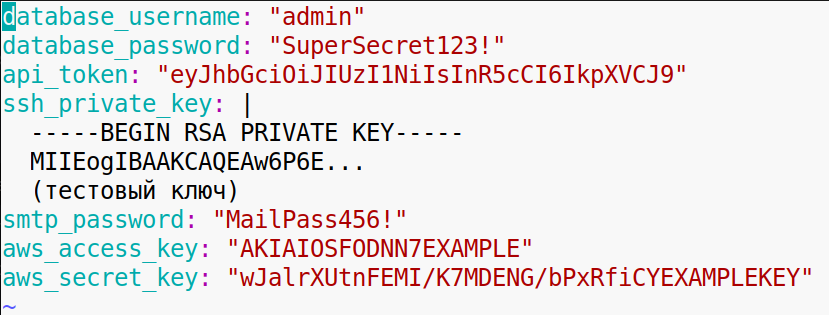 database_username: "admin"
database_password: "SuperSecret123!"
api_token: "eyJhbGciOiJIUzI1NiIsInR5cCI6IkpXVCJ9"
ssh_private_key: |
  -----BEGIN RSA PRIVATE KEY-----
  MIIEogIBAAKCAQEAw6P6E...
  (тестовый ключ)
smtp_password: "MailPass456!"
aws_access_key: "AKIAIOSFODNN7EXAMPLE"
aws_secret_key: "wJalrXUtnFEMI/K7MDENG/bPxRfiCYEXAMPLEKEY"
~